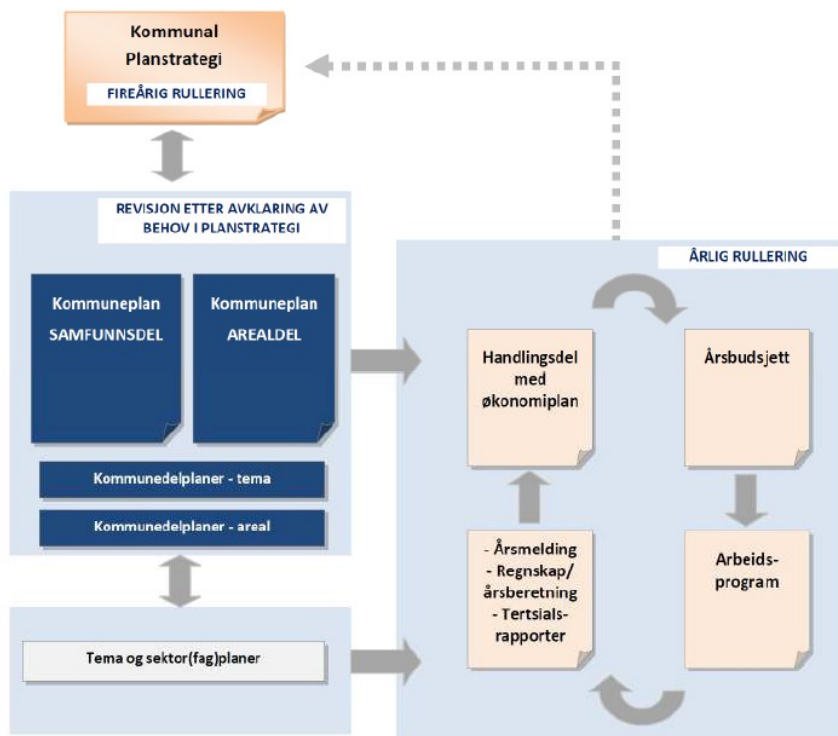 Kommunal
Planstrategi
FIREÅRIG RULLERING
REVISJON ETTER AVKLARING AV
BEHOV I PLANSTRATEGI
Kommuneplan
SAMFUNNSDEL
Kommuneplan
AREALDEL
Kommunedelplaner - tema
Kommunedelplaner - areal
Tema og sektor(fag)planer
ÅRLIG RULLERING
Handlingsdel
med
økonomiplan
Årsbudsjett
- Årsmelding
- Regnskap/
årsberetning
- Tertsials-
rapporter
Arbeids-
program